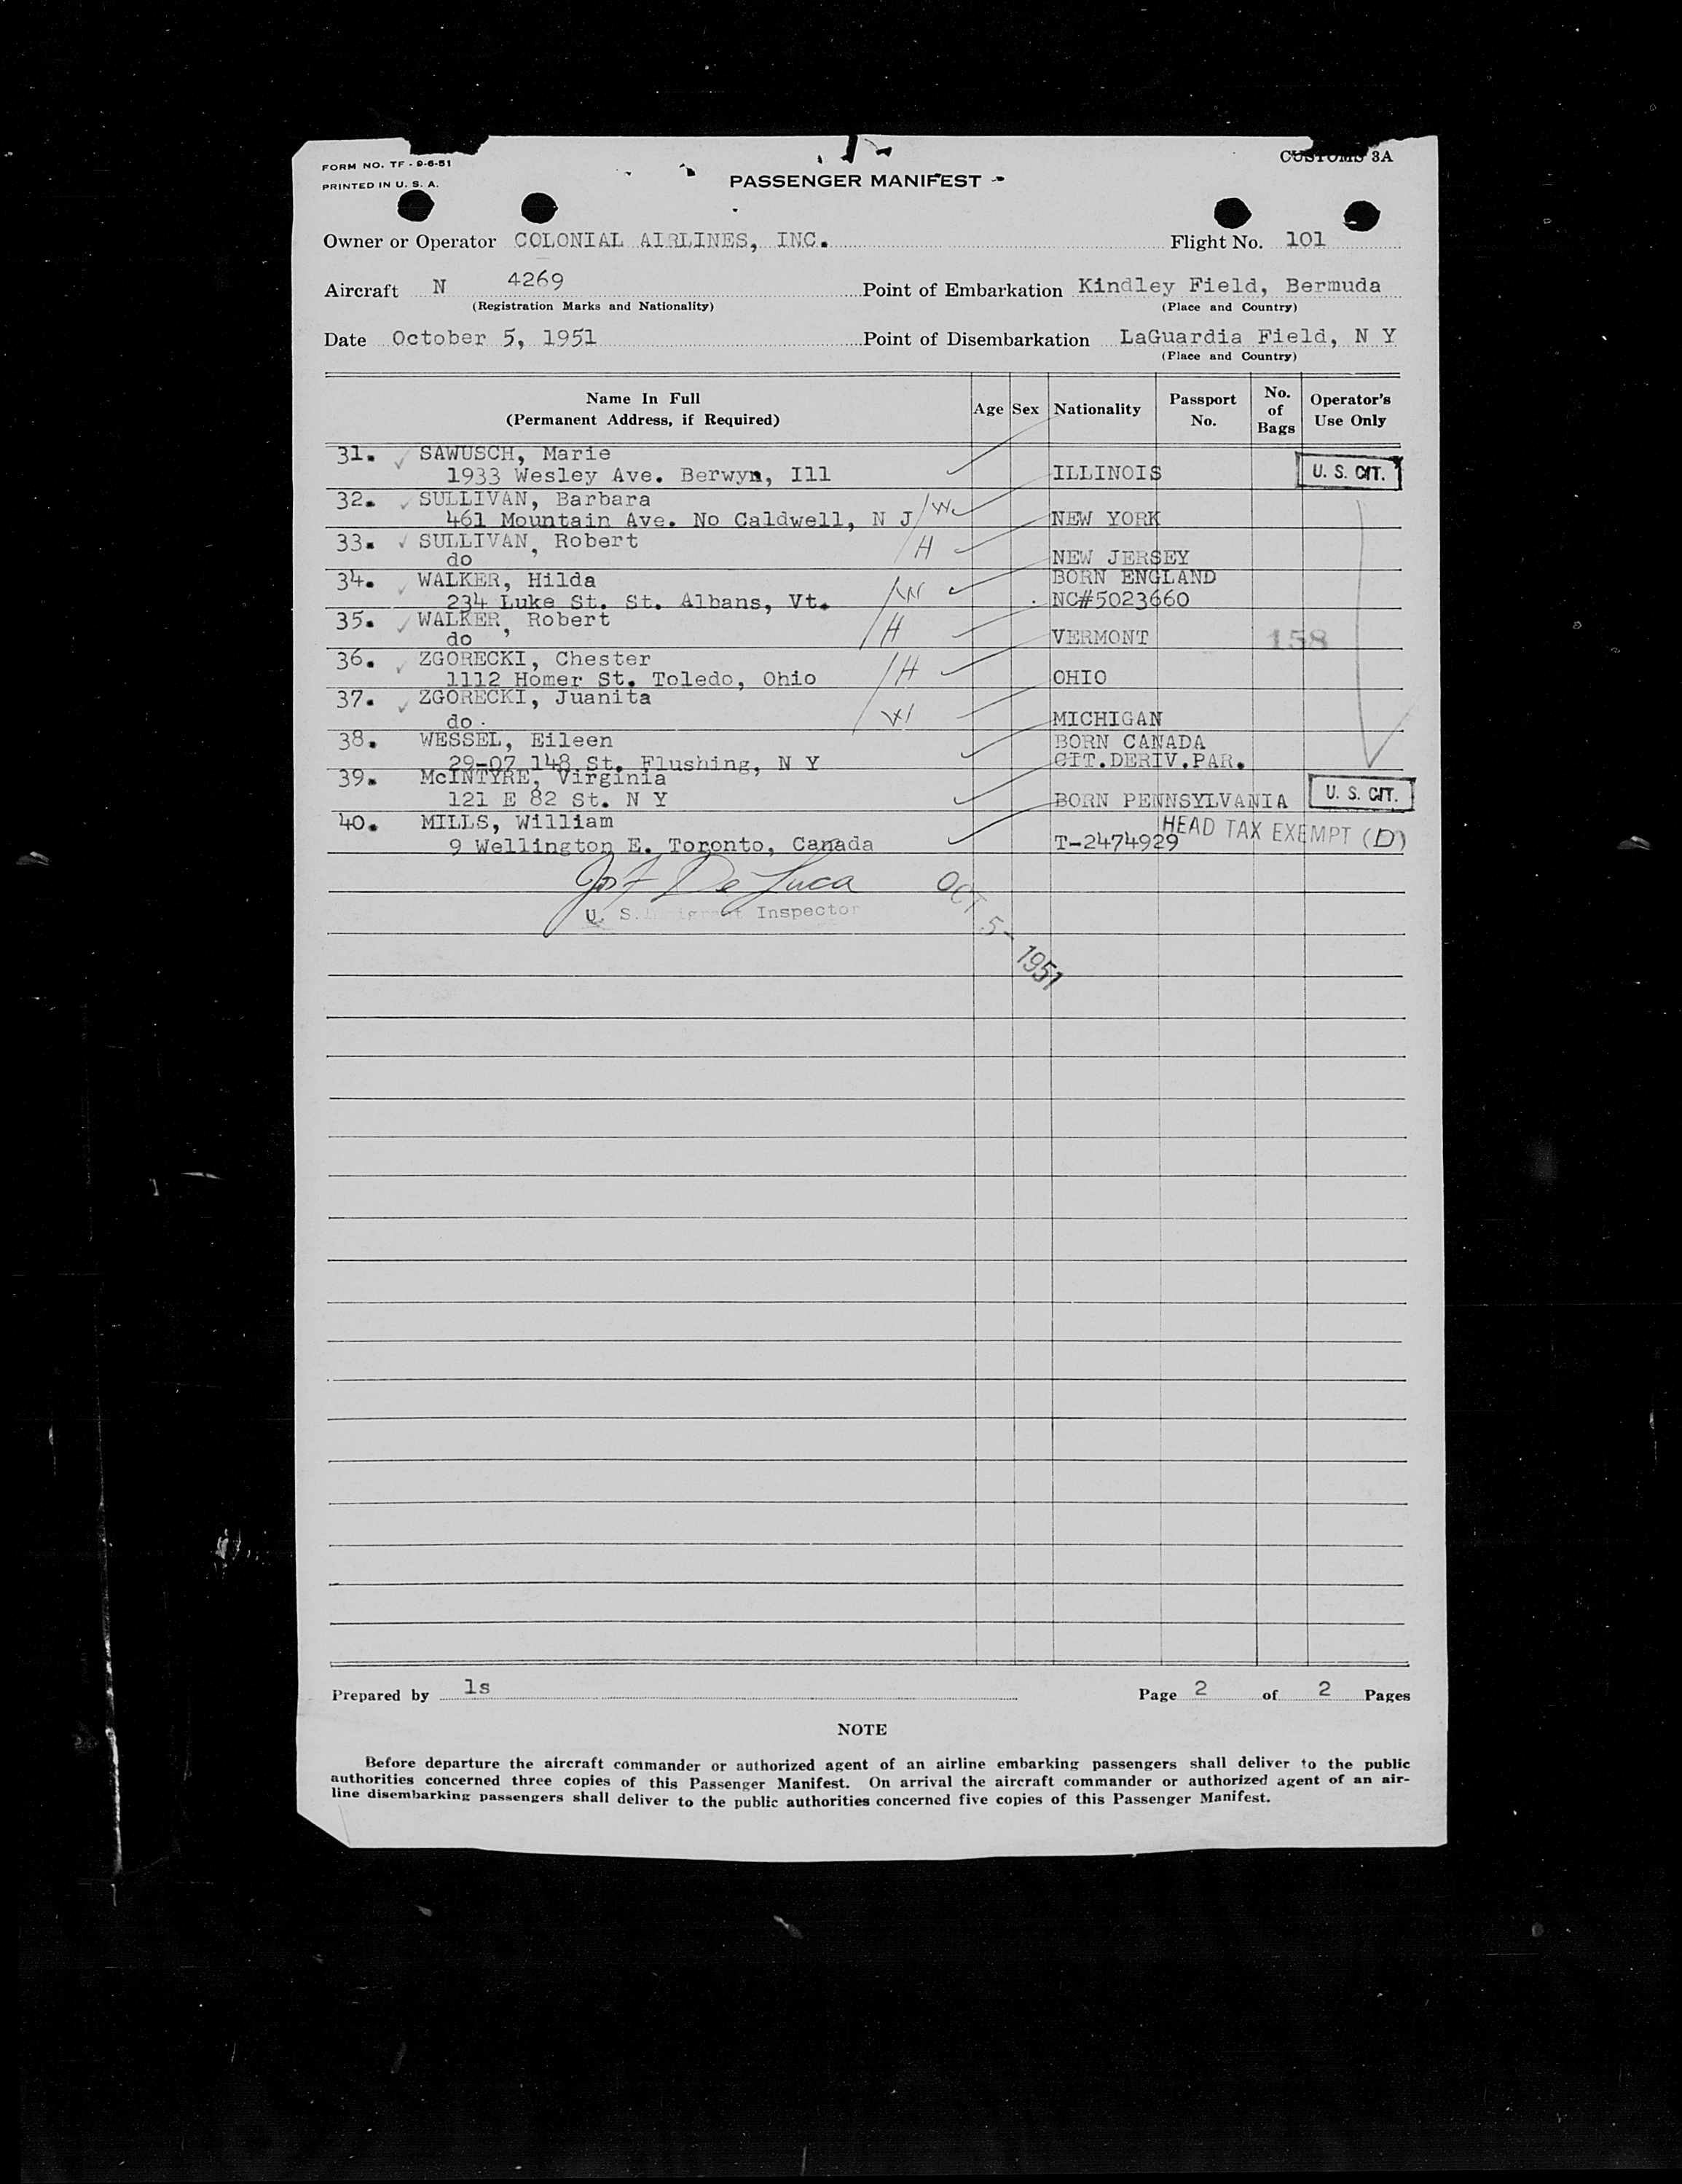 FORM NO. TF - 9-6-51
CUSTOMS 3A
PRINTED IN U. S. A.
PASSENGER MANIFEST
Owner or Operator COLONIAL AIRLINES, INC. Flight No. 101
Aircraft N 4269 Point of Embarkation Kindley Field, Bermuda
(Registration Marks and Nationality) (Place and Country)
Date October 5, 1951 Point of Disembarkation LaGuardia Field, N Y
(Place and Country)
Name In Full
(Permanent Address, if Required)
Age Sex Nationality
Passport
No.
No.
of
Bags
Operator's
Use Only
31. ✓ SAWUSCH, Marie
1933 Wesley Ave. Berwyn, Ill ILLINOIS U. S. CIT.
32. ✓ SULLIVAN, Barbara
461 Mountain Ave. No Caldwell, N J W NEW YORK
33. ✓ SULLIVAN, Robert
do H NEW JERSEY
34. ✓ WALKER, Hilda BORN ENGLAND
234 Luke St. St. Albans, Vt. W NC#5023660
35. ✓ WALKER, Robert
do H VERMONT 158
36. ✓ ZGORECKI, Chester
1112 Homer St. Toledo, Ohio H OHIO
37. ✓ ZGORECKI, Juanita
do W MICHIGAN
38. WESSEL, Eileen BORN CANADA
29-07 148 St. Flushing, N Y CIT.DERIV.PAR.
39. McINTYRE, Virginia
121 E 82 St. N Y BORN PENNSYLVANIA U. S. CIT.
40. MILLS, William HEAD TAX EXEMPT (D)
9 Wellington E. Toronto, Canada T-2474929
De Luca OCT 5- 1951
U. S. Inspector
Prepared by ls Page 2 of 2 Pages
NOTE
Before departure the aircraft commander or authorized agent of an airline embarking passengers shall deliver to the public
authorities concerned three copies of this Passenger Manifest. On arrival the aircraft commander or authorized agent of an air-
line disembarking passengers shall deliver to the public authorities concerned five copies of this Passenger Manifest.